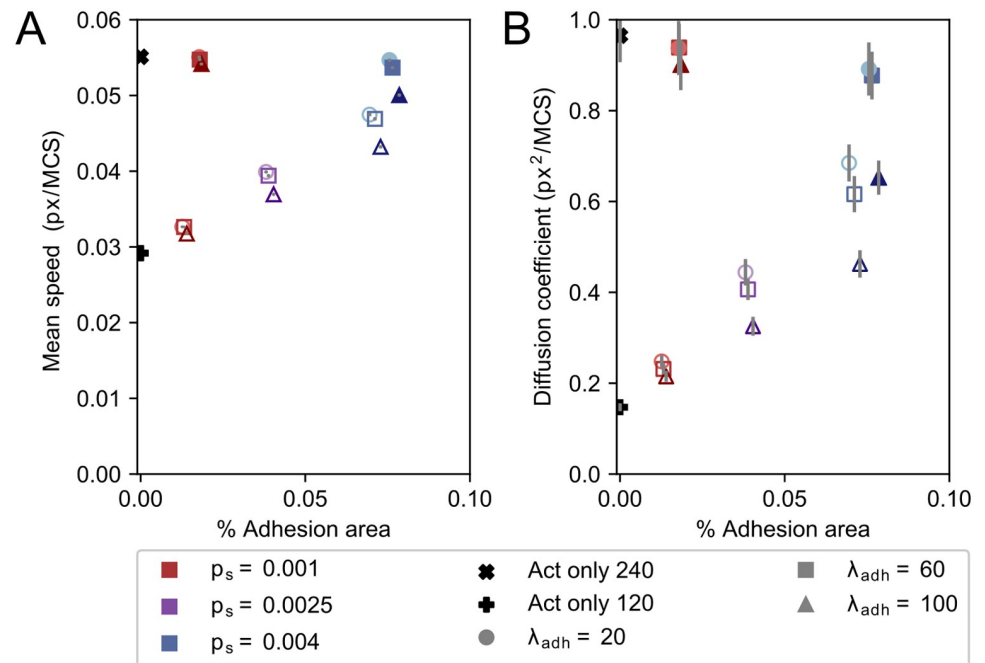 A
B
0.06
0.05
0.04
0.03
0.02
0.01
0.00
Mean speed (px/MCS)
0.00 0.05 0.10
% Adhesion area
1.0
0.8
0.6
0.4
0.2
0.0
Diffusion coefficient (px²/MCS)
0.00 0.05 0.10
% Adhesion area
pₛ = 0.001
pₛ = 0.0025
pₛ = 0.004
Act only 240
Act only 120
λadh = 20
λadh = 60
λadh = 100